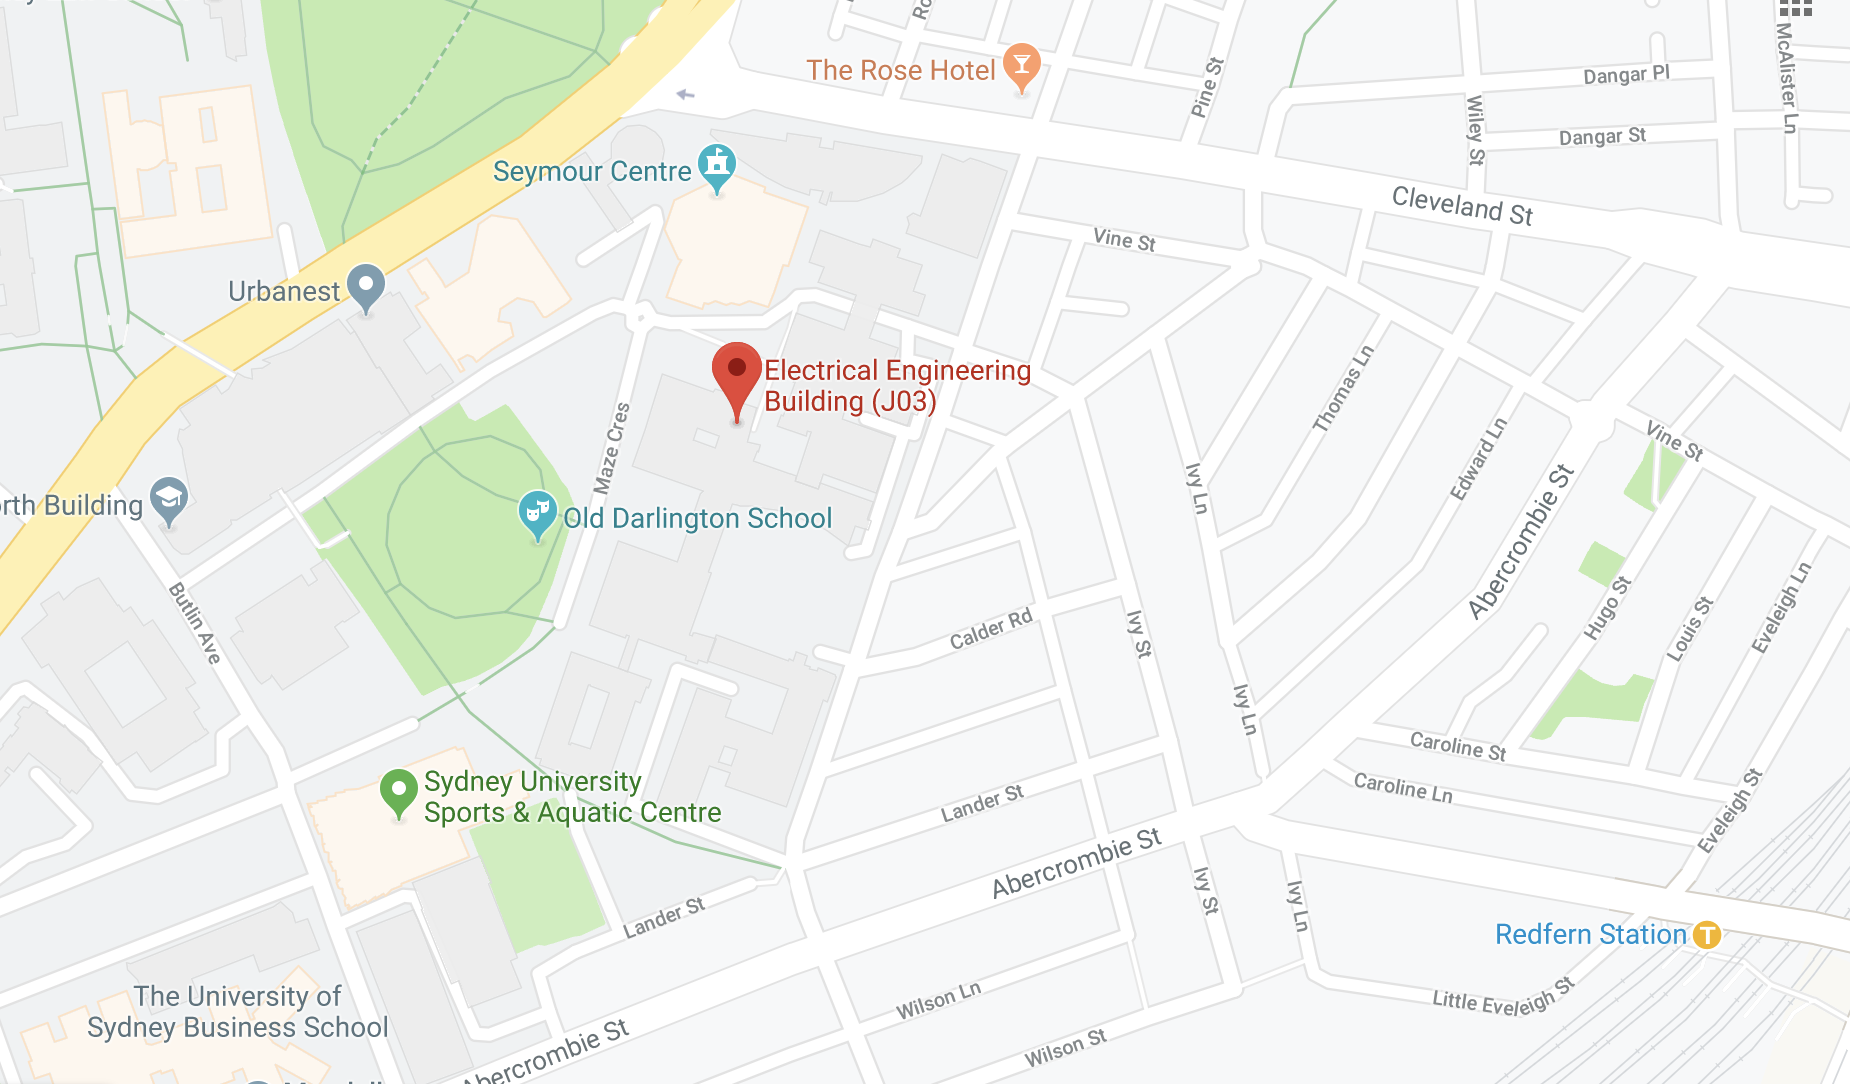 The Rose Hotel
Pine St
Dangar Pl
Wiley St
Dangar St
McAlister Ln
Seymour Centre
Cleveland St
Vine St
Urbanest
Electrical Engineering
Building (J03)
Thomas Ln
Maze Cres
Edward Ln
Vine St
Ivy Ln
rth Building
Old Darlington School
Abercrombie St
Butlin Ave
Calder Rd
Ivy St
Hugo St
Louis St
Eveleigh Ln
Ivy Ln
Caroline St
Sydney University
Sports & Aquatic Centre
Lander St
Caroline Ln
Eveleigh St
Abercrombie St
Ivy St
Ivy Ln
Lander St
Redfern Station
T
The University of
Sydney Business School
Wilson Ln
Little Eveleigh St
Abercrombie St
Wilson St